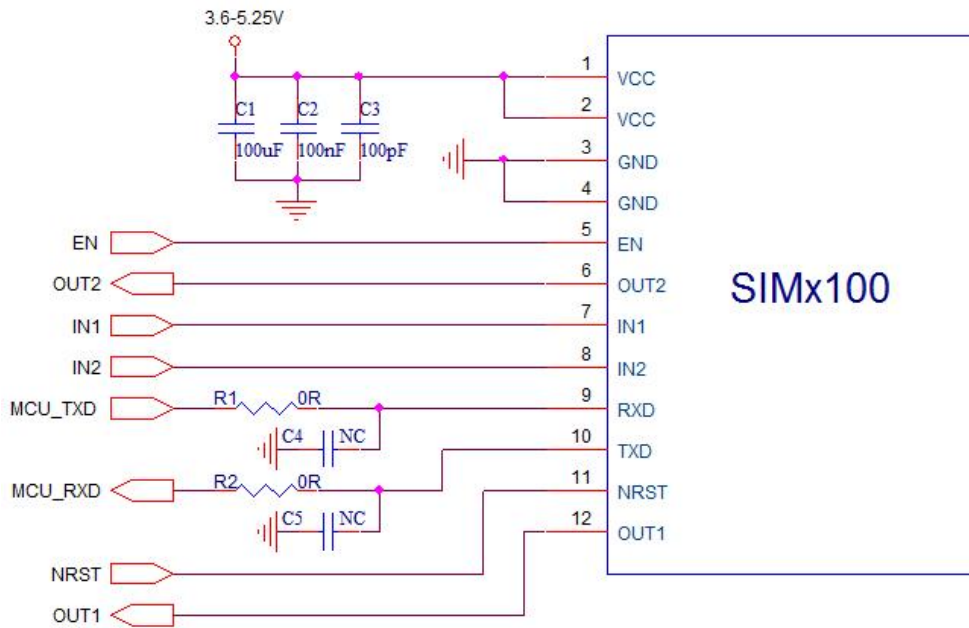 3.6-5.25V
C1 C2 C3
100uF 100nF 100pF
1 VCC
2 VCC
3 GND
4 GND
EN 5 EN
OUT2 6 OUT2
SIMx100
IN1 7 IN1
IN2 8 IN2
MCU_TXD R1 0R 9 RXD
C4 NC 10 TXD
MCU_RXD R2 0R 11 NRST
C5 NC 12 OUT1
NRST
OUT1